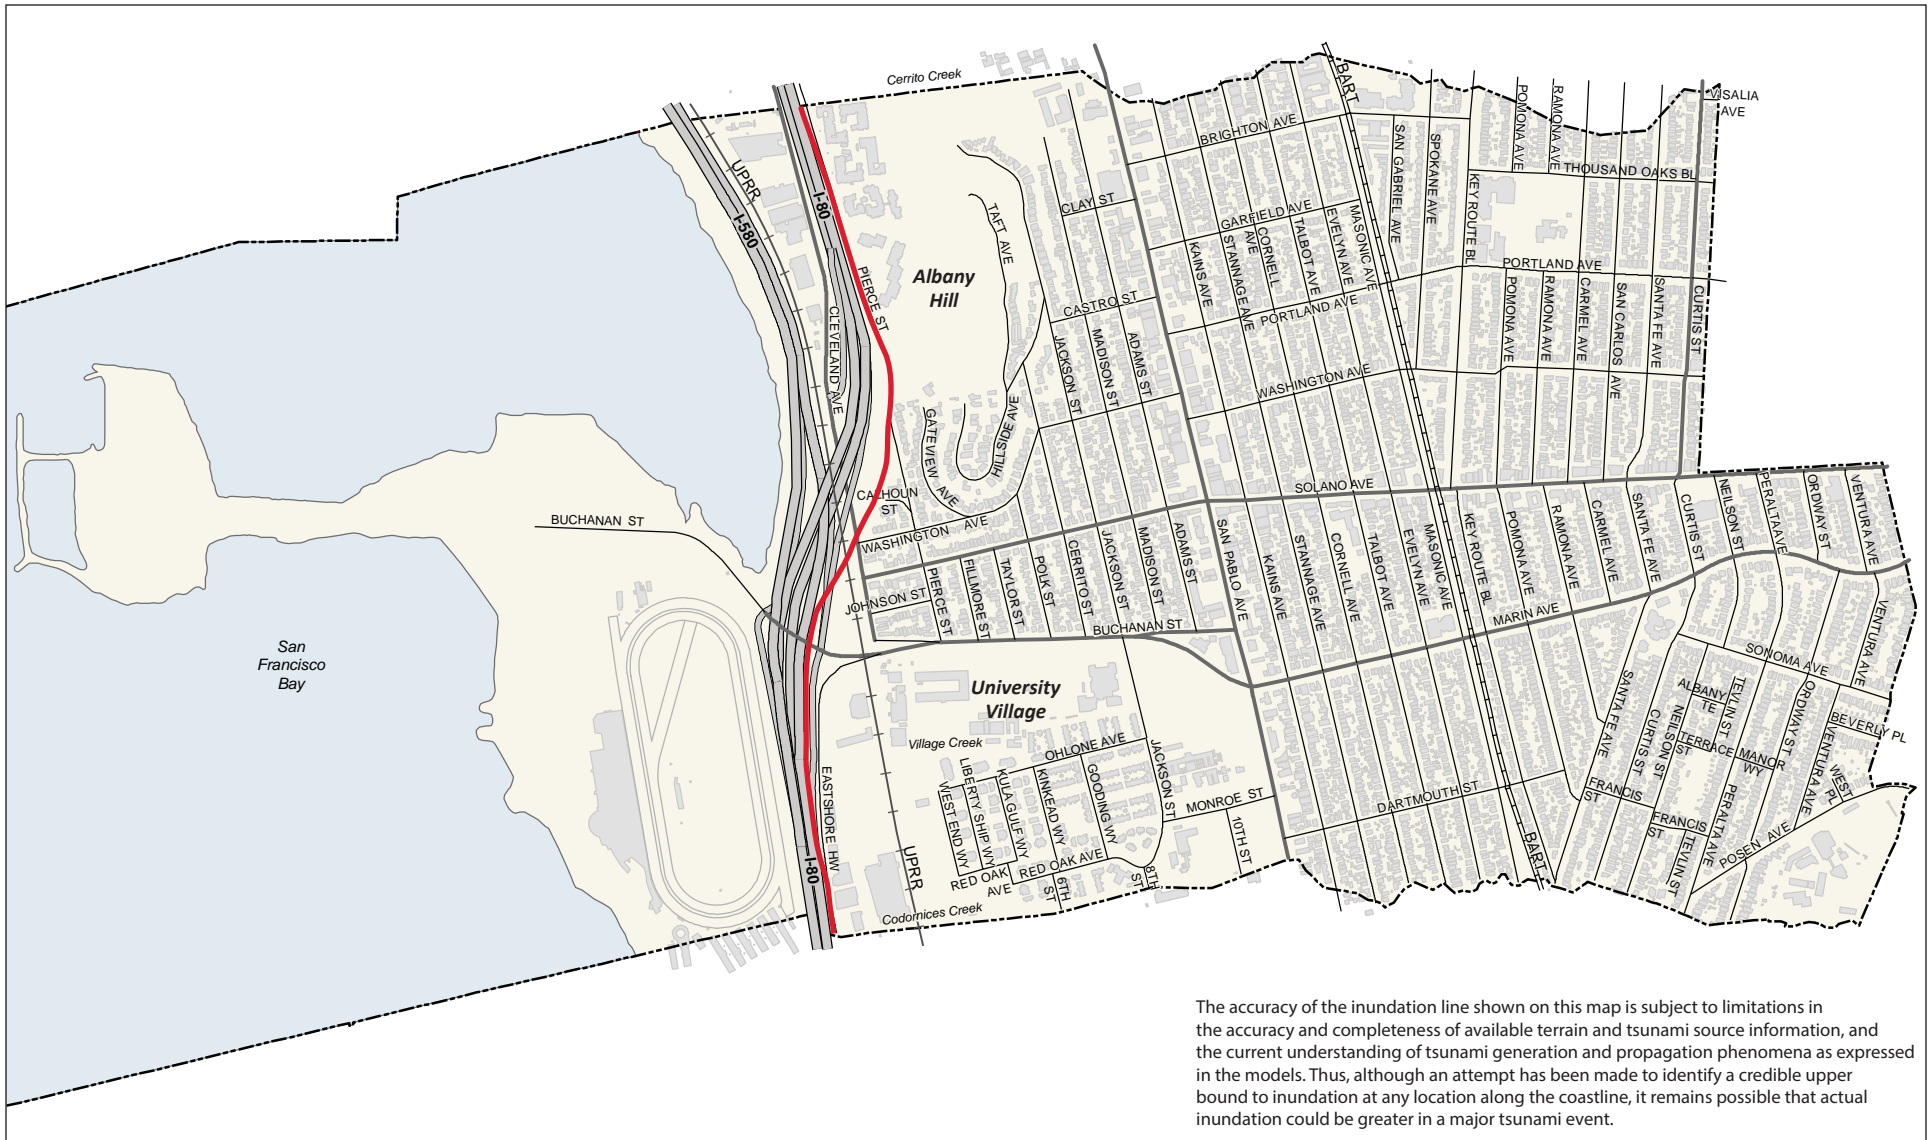 Cerrito Creek
BART
VISALIA
AVE
POMONA AVE
RAMONA AVE
BRIGHTON AVE
SAN GABRIEL AVE
SPOKANE AVE
THOUSAND OAKS BL
KEY ROUTE BL
UPRR
I-80
I-580
CLAY ST
TAFT AVE
GARFIELD AVE
KAINS AVE
STANNAGE AVE
CORNELL
AVE
TALBOT AVE
EVELYN AVE
MASONIC AVE
PORTLAND AVE
PIERCE ST
Albany
Hill
CASTRO ST
PORTLAND AVE
POMONA AVE
RAMONA AVE
CARMEL AVE
SAN CARLOS AVE
SANTA FE AVE
CURTIS ST
CLEVELAND AVE
JACKSON ST
MADISON ST
ADAMS ST
WASHINGTON AVE
GATEVIEW AVE
HILLSIDE AVE
CALHOUN
ST
SOLANO AVE
BUCHANAN ST
WASHINGTON AVE
JOHNSON ST
PIERCE ST
FILLMORE ST
TAYLOR ST
POLK ST
CERRITO ST
JACKSON ST
MADISON ST
ADAMS ST
SAN PABLO AVE
KAINS AVE
STANNAGE AVE
CORNELL AVE
TALBOT AVE
EVELYN AVE
MASONIC AVE
KEY ROUTE BL
POMONA AVE
RAMONA AVE
CARMEL AVE
SANTA FE AVE
CURTIS ST
NEILSON ST
PERALTA AVE
ORDWAY ST
VENTURA AVE
MARIN AVE
BUCHANAN ST
San
Francisco
Bay
University
Village
SONOMA AVE
VENTURA AVE
SANTA FE AVE
CURTIS ST
NEILSON ST
ALBANY
TE
TEVLIN ST
TERRACE
ST
MANOR
WY
ORDWAY ST
BEVERLY PL
VENTURA AVE
WEST
PL
Village Creek
OHLONE AVE
JACKSON ST
EASTSHORE HWY
WEST END WY
LIBERTY SHIP WY
KULA GULF WY
KINKEAD WY
GOODING WY
MONROE ST
10TH ST
DARTMOUTH ST
FRANCIS
ST
FRANCIS
ST
PERALTA AVE
TEVLIN ST
POSEN AVE
BART
I-80
UPRR
RED OAK
AVE
RED OAK AVE
6TH
ST
8TH
ST
Codornices Creek
The accuracy of the inundation line shown on this map is subject to limitations in
the accuracy and completeness of available terrain and tsunami source information, and
the current understanding of tsunami generation and propagation phenomena as expressed
in the models. Thus, although an attempt has been made to identify a credible upper
bound to inundation at any location along the coastline, it remains possible that actual
inundation could be greater in a major tsunami event.